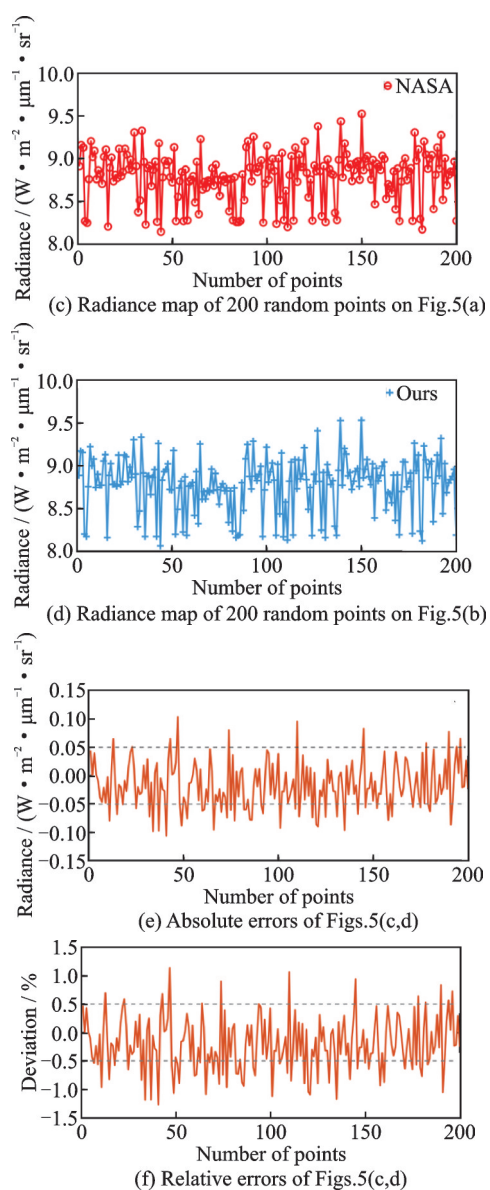 10.0
NASA
9.5
9.0
8.5
8.0
0 50 100 150 200
Radiance / (W • m⁻² • μm⁻¹ • sr⁻¹)
Number of points
(c) Radiance map of 200 random points on Fig.5(a)
10.0
Ours
9.5
9.0
8.5
8.0
0 50 100 150 200
Radiance / (W • m⁻² • μm⁻¹ • sr⁻¹)
Number of points
(d) Radiance map of 200 random points on Fig.5(b)
0.15
0.10
0.05
0.00
−0.05
−0.10
−0.15
0 50 100 150 200
Radiance / (W • m⁻² • μm⁻¹ • sr⁻¹)
Number of points
(e) Absolute errors of Figs.5(c,d)
1.5
1.0
0.5
0.0
−0.5
−1.0
−1.5
0 50 100 150 200
Deviation / %
Number of points
(f) Relative errors of Figs.5(c,d)